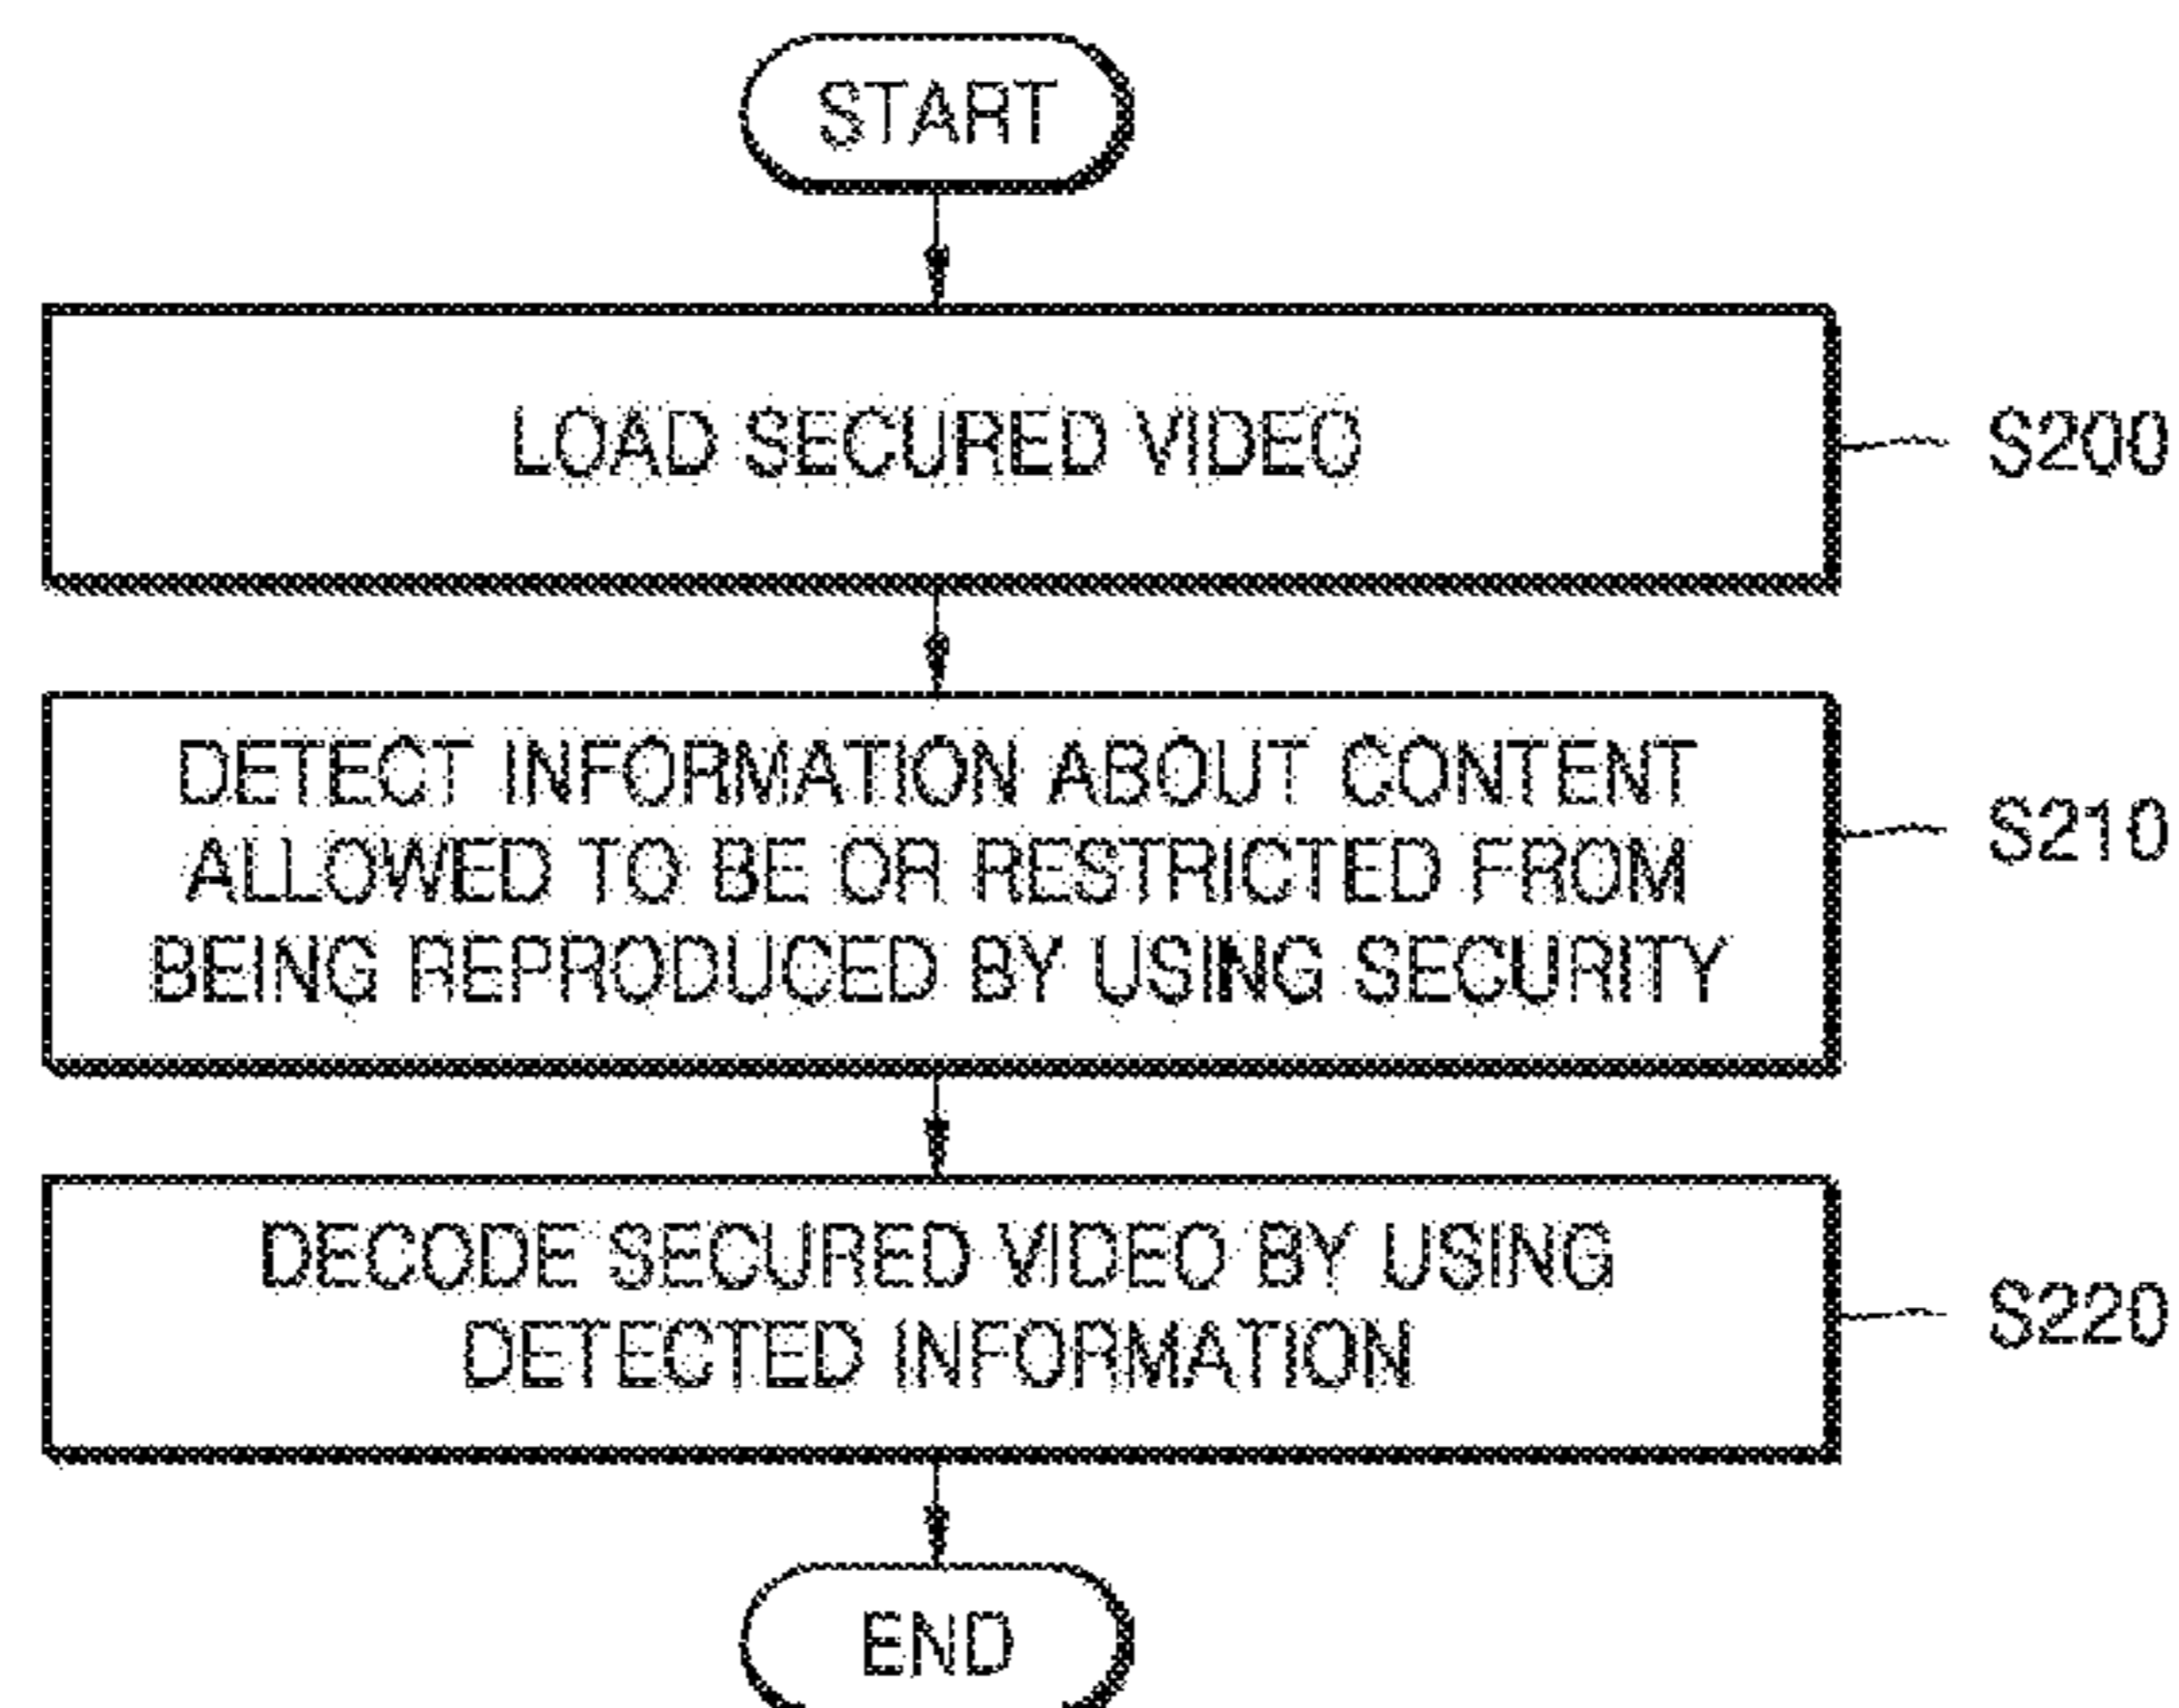 START
LOAD SECURED VIDEO
S200
DETECT INFORMATION ABOUT CONTENT
ALLOWED TO BE OR RESTRICTED FROM
BEING REPRODUCED BY USING SECURITY
S210
DECODE SECURED VIDEO BY USING
DETECTED INFORMATION
S220
END